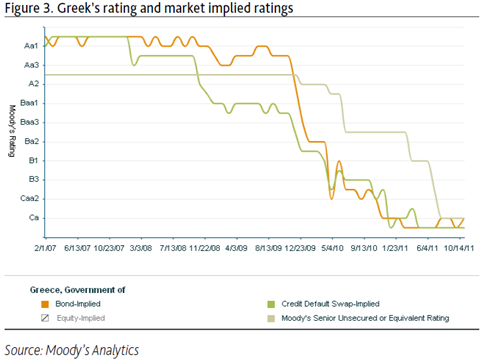 Figure 3. Greek's rating and market implied ratings
Moody's Rating
Aa1
Aa3
A2
Baa1
Baa3
Ba2
B1
B3
Caa2
Ca
2/1/07 6/13/07 10/23/07 3/3/08 7/13/08 11/22/08 4/3/09 8/13/09 12/23/09 5/4/10 9/13/10 1/23/11 6/4/11 10/14/11
Greece, Government of
Bond-Implied
Credit Default Swap-Implied
Equity-Implied
Moody's Senior Unsecured or Equivalent Rating
Source: Moody's Analytics